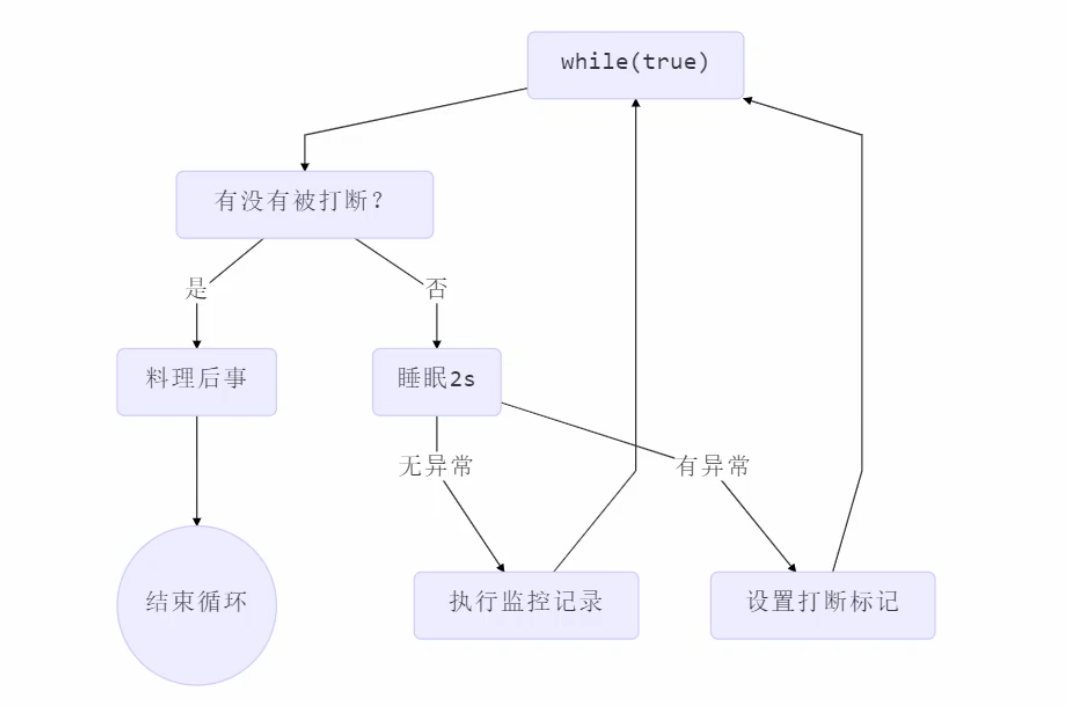 while(true)
有没有被打断？
是
否
料理后事
睡眠2s
无异常
有异常
结束循环
执行监控记录
设置打断标记